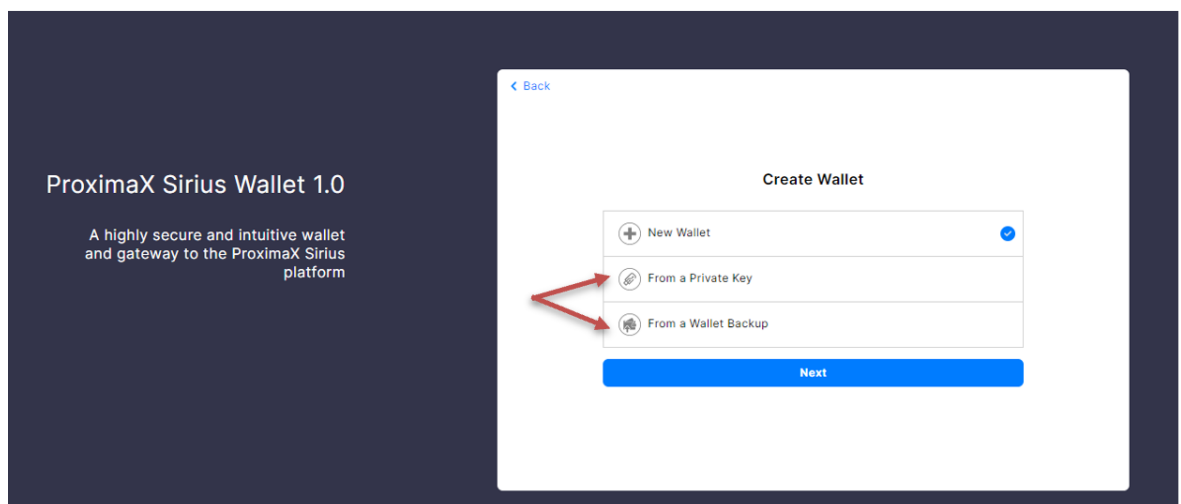 ProximaX Sirius Wallet 1.0
A highly secure and intuitive wallet
and gateway to the ProximaX Sirius
platform
Back
Create Wallet
New Wallet
From a Private Key
From a Wallet Backup
Next